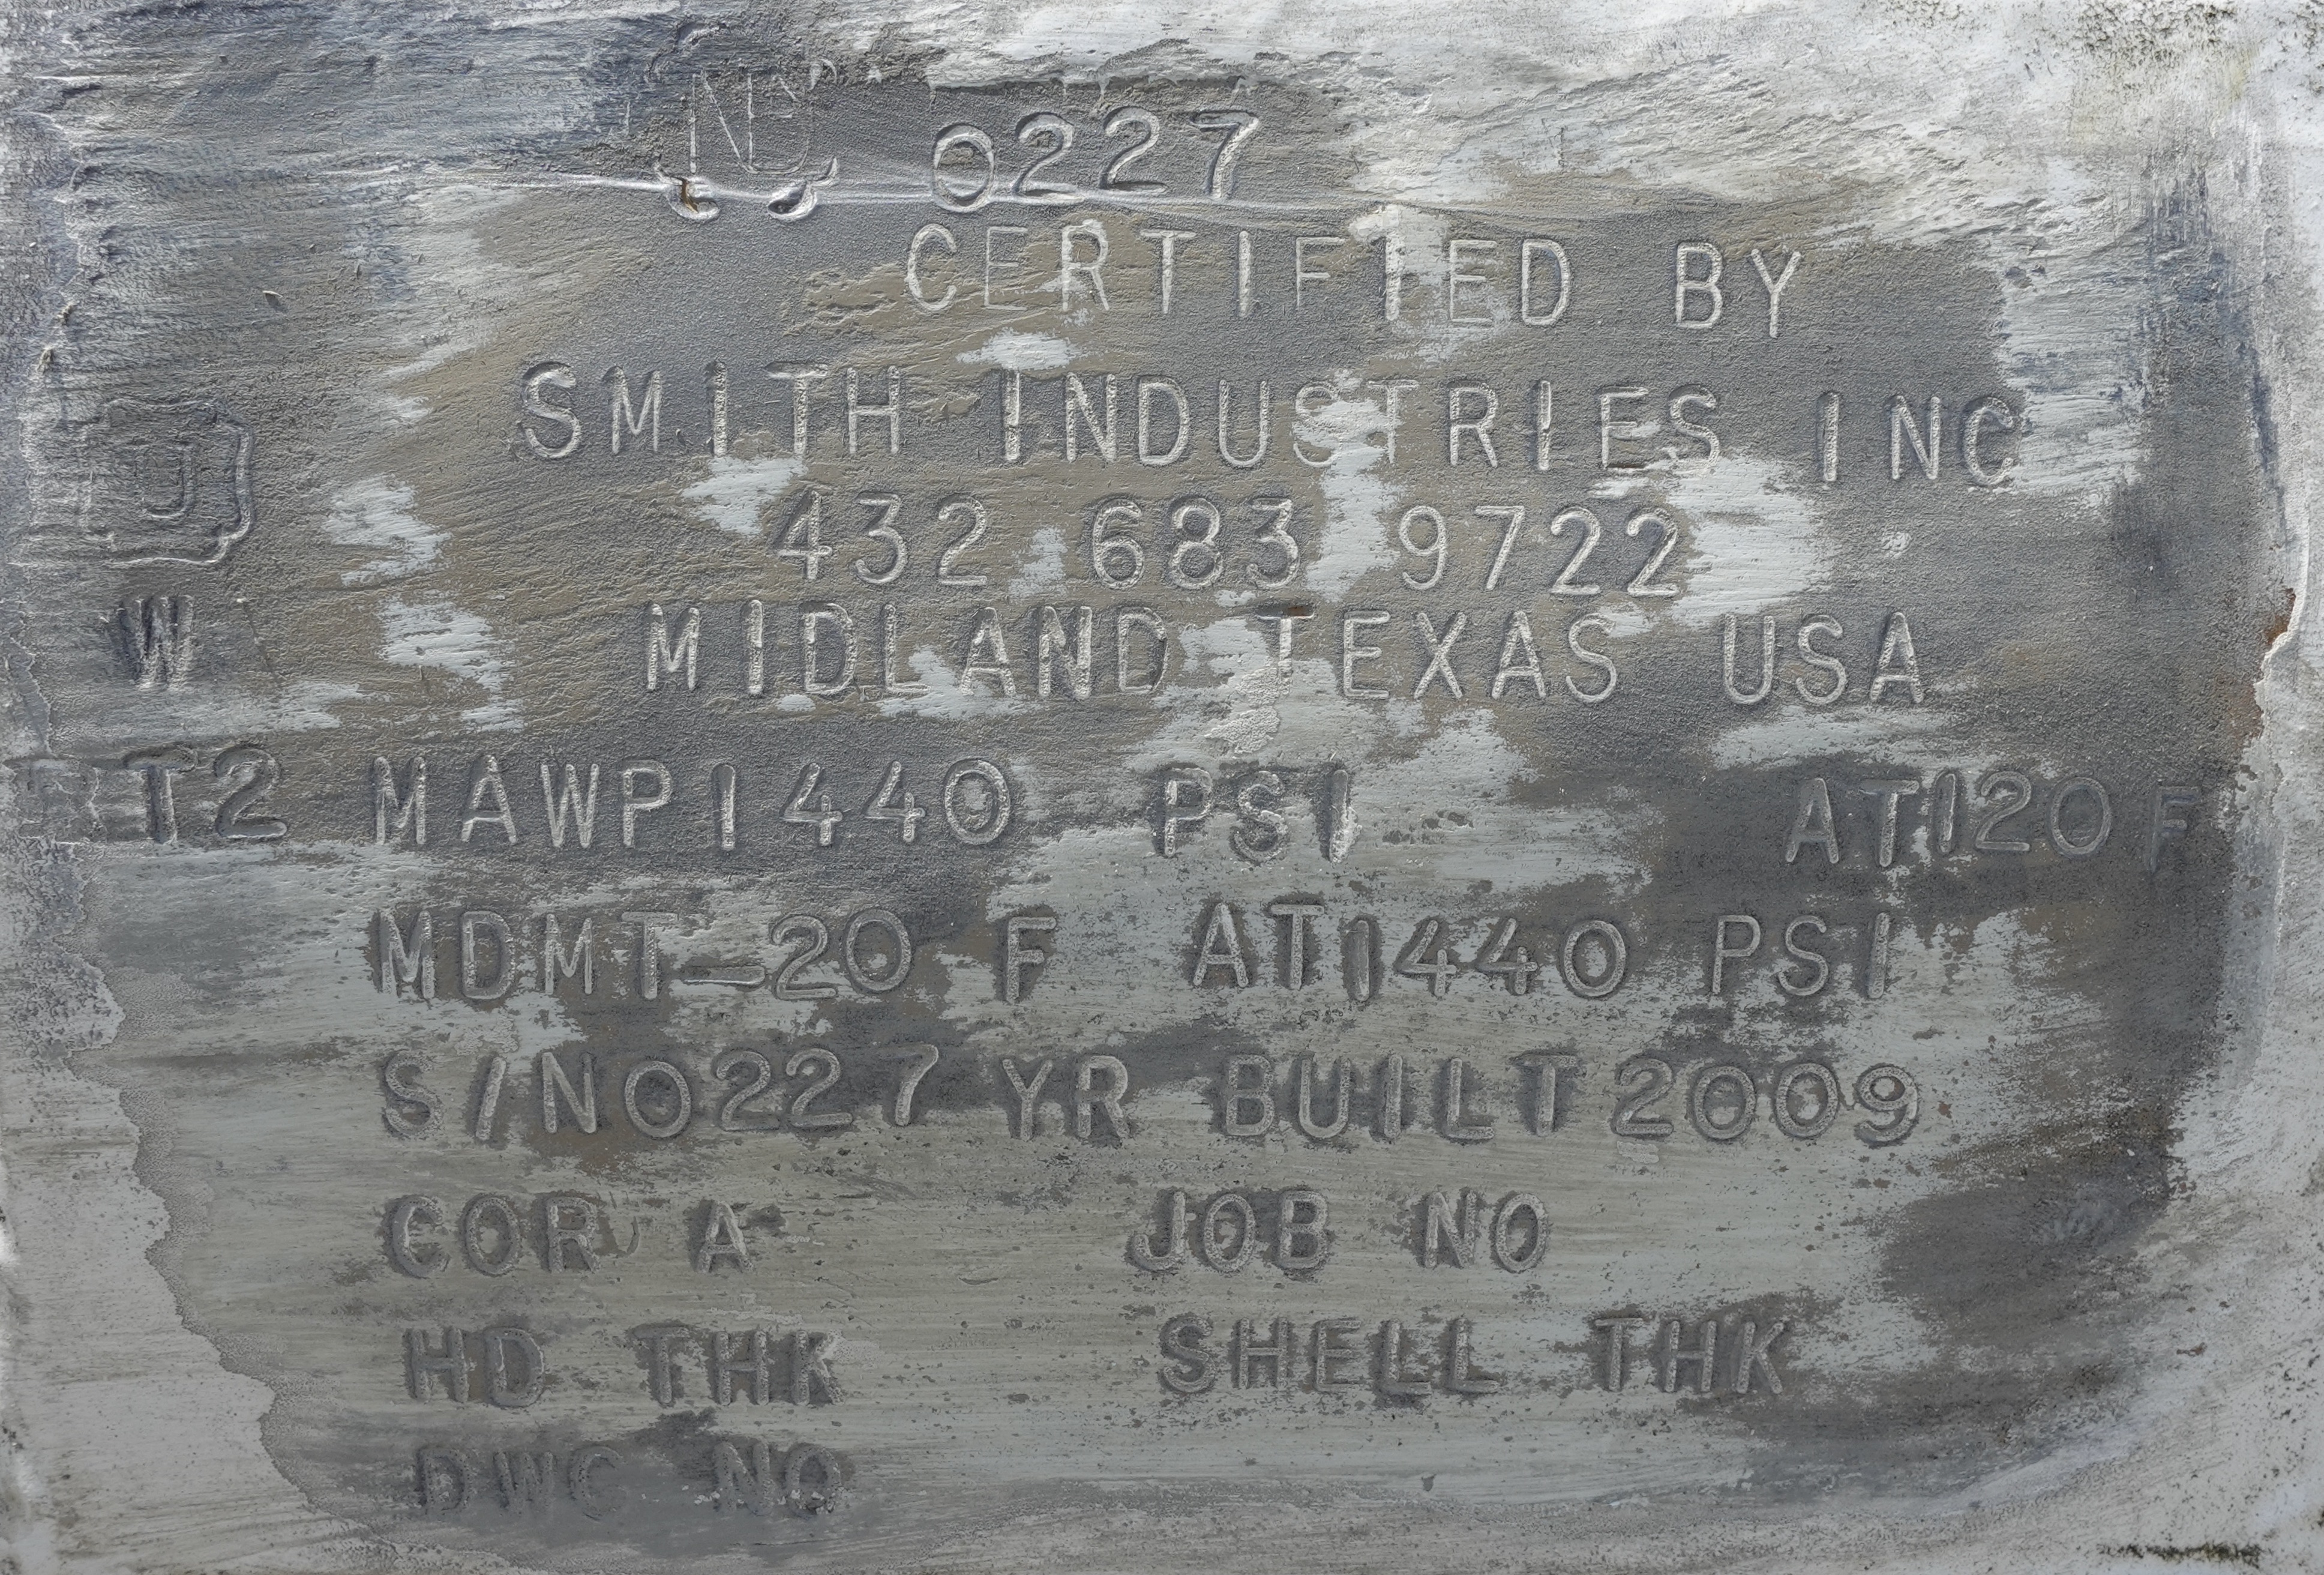 NB 0227
CERTIFIED BY
SMITH INDUSTRIES INC
432 683 9722
U
W
MIDLAND TEXAS USA
RT2 MAWP 1440 PSI AT 120 F
MDMT -20 F AT 1440 PSI
S/N 0227 YR BUILT 2009
COR A JOB NO
HD THK SHELL THK
DWC NO